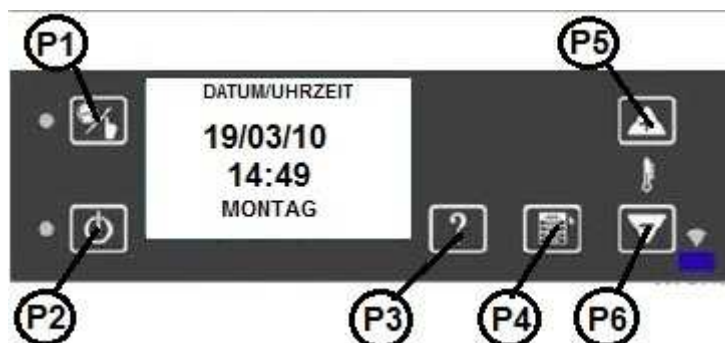 P1
P5
DATUM/UHRZEIT
19/03/10
14:49
MONTAG
?
P2
P3
P4
P6